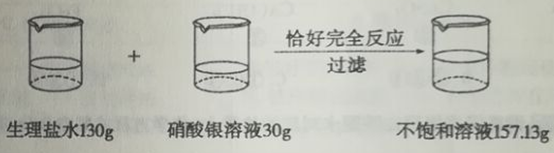 +
恰好完全反应
过滤
生理盐水130g
硝酸银溶液30g
不饱和溶液157.13g